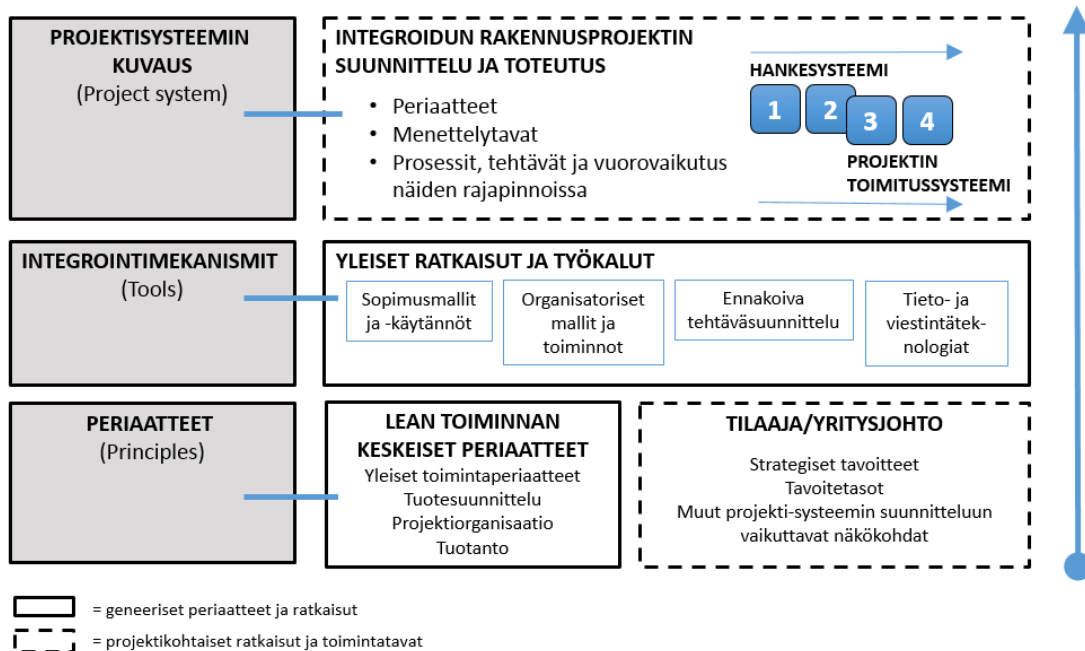 PROJEKTISYSTEEMIN
KUVAUS
(Project system)
INTEGROIDUN RAKENNUSPROJEKTIN
SUUNNITTELU JA TOTEUTUS
• Periaatteet
• Menettelytavat
• Prosessit, tehtävät ja vuorovaikutus
näiden rajapinnoissa
HANKESYSTEEMI
1 2 3 4
PROJEKTIN
TOIMITUSSYSTEEMI
INTEGROINTIMEKANISMIT
(Tools)
YLEISET RATKAISUT JA TYÖKALUT
Sopimusmallit
ja -käytännöt
Organisatoriset
mallit ja
toiminnot
Ennakoiva
tehtäväsuunnittelu
Tieto- ja
viestintätek-
nologiat
PERIAATTEET
(Principles)
LEAN TOIMINNAN
KESKEISET PERIAATTEET
Yleiset toimintaperiaatteet
Tuotesuunnittelu
Projektiorganisaatio
Tuotanto
TILAAJA/YRITYSJOHTO
Strategiset tavoitteet
Tavoitetasot
Muut projekti-systeemin suunnitteluun
vaikuttavat näkökohdat
= geneeriset periaatteet ja ratkaisut
= projektikohtaiset ratkaisut ja toimintatavat